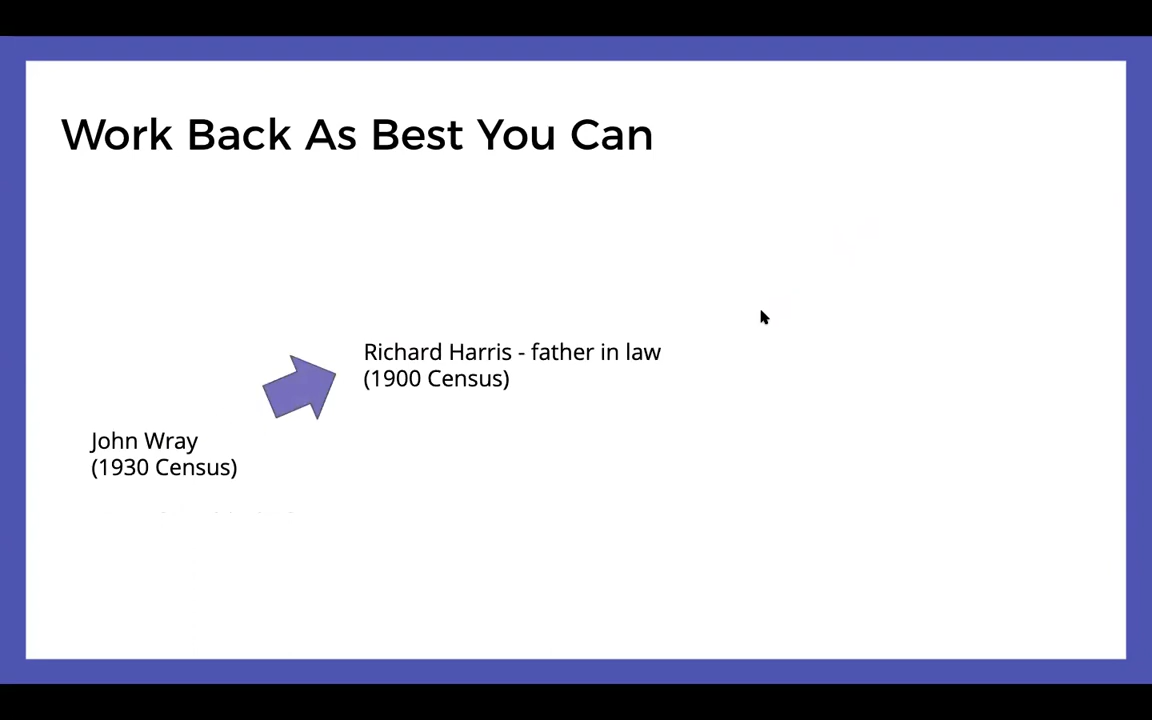 Work Back As Best You Can
Richard Harris - father in law
(1900 Census)
John Wray
(1930 Census)